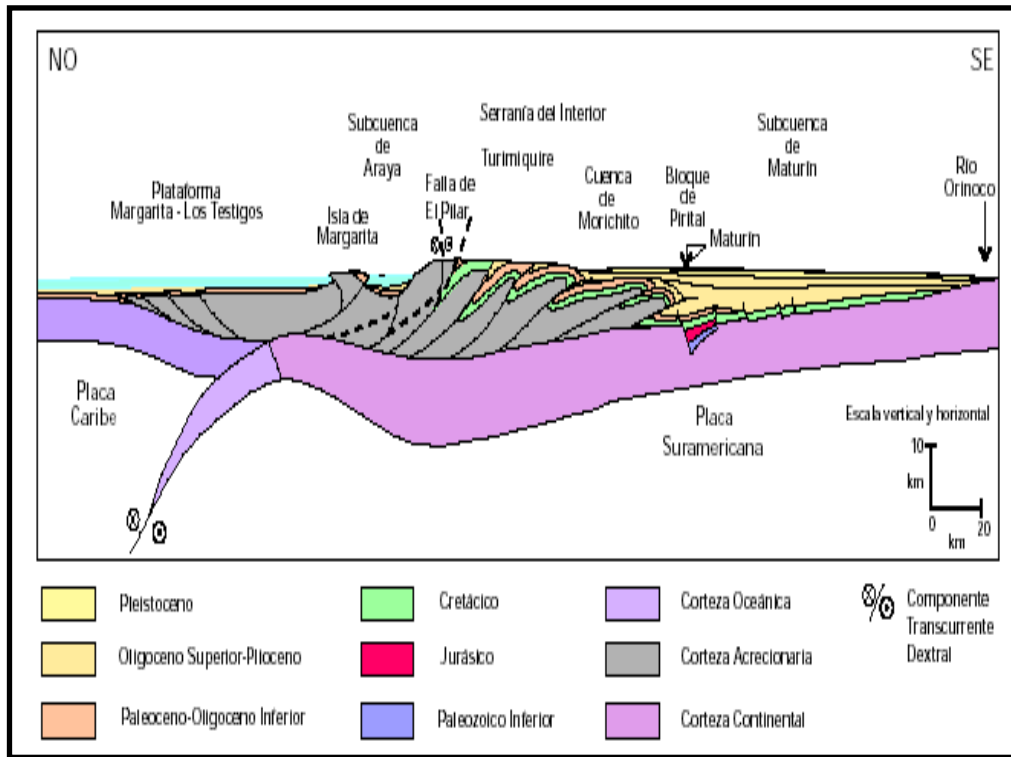 NO
SE
Plataforma
Margarita - Los Testigos
Isla de
Margarita
Subcuenca
de
Araya
Falla de
El Pilar
Serranía del Interior
Turimiquire
Cuenca
de
Morichito
Bloque
de
Pirital
Maturín
Subcuenca
de
Maturín
Río
Orinoco
Placa
Caribe
Placa
Suramericana
Escala vertical y horizontal
10
km
0
20
km
Pleistoceno
Cretácico
Corteza Oceánica
Componente
Transcurrente
Dextral
Oligoceno Superior-Plioceno
Jurásico
Corteza Acrecionaria
Paleoceno-Oligoceno Inferior
Paleozoico Inferior
Corteza Continental